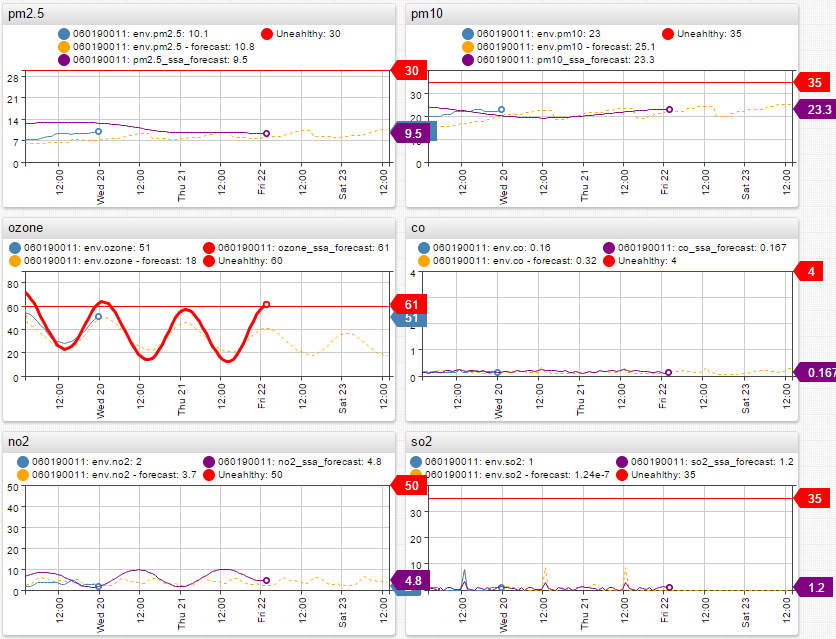 pm2.5
060190011: env.pm2.5: 10.1 Uneahlthy: 30
060190011: env.pm2.5 - forecast: 10.8
060190011: pm2.5_ssa_forecast: 9.5
28
21
14
7
0
30
9.5
12:00 Wed 20 12:00 Thu 21 12:00 Fri 22 12:00 Sat 23 12:00
pm10
060190011: env.pm10: 23 Uneahlthy: 35
060190011: env.pm10 - forecast: 25.1
060190011: pm10_ssa_forecast: 23.3
30
20
0
35
23.3
12:00 Wed 20 12:00 Thu 21 12:00 Fri 22 12:00 Sat 23 12:00
ozone
060190011: env.ozone: 51 060190011: ozone_ssa_forecast: 61
060190011: env.ozone - forecast: 18 Uneahlthy: 60
80
60
40
20
0
61
51
12:00 Wed 20 12:00 Thu 21 12:00 Fri 22 12:00 Sat 23 12:00
co
060190011: env.co: 0.16 060190011: co_ssa_forecast: 0.167
060190011: env.co - forecast: 0.32 Uneahlthy: 4
4
2
1
0
4
0.167
12:00 Wed 20 12:00 Thu 21 12:00 Fri 22 12:00 Sat 23 12:00
no2
060190011: env.no2: 2 060190011: no2_ssa_forecast: 4.8
060190011: env.no2 - forecast: 3.7 Uneahlthy: 50
50
40
30
20
10
0
50
4.8
12:00 Wed 20 12:00 Thu 21 12:00 Fri 22 12:00 Sat 23 12:00
so2
060190011: env.so2: 1 060190011: so2_ssa_forecast: 1.2
060190011: env.so2 - forecast: 1.24e-7 Uneahlthy: 35
30
20
10
0
35
1.2
12:00 Wed 20 12:00 Thu 21 12:00 Fri 22 12:00 Sat 23 12:00